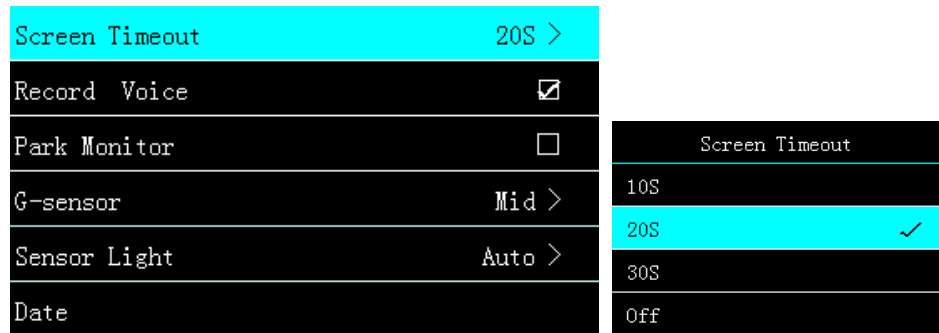 Screen Timeout 20S >
Record Voice
Park Monitor
G-sensor Mid >
Sensor Light Auto >
Date
Screen Timeout
10S
20S
30S
Off